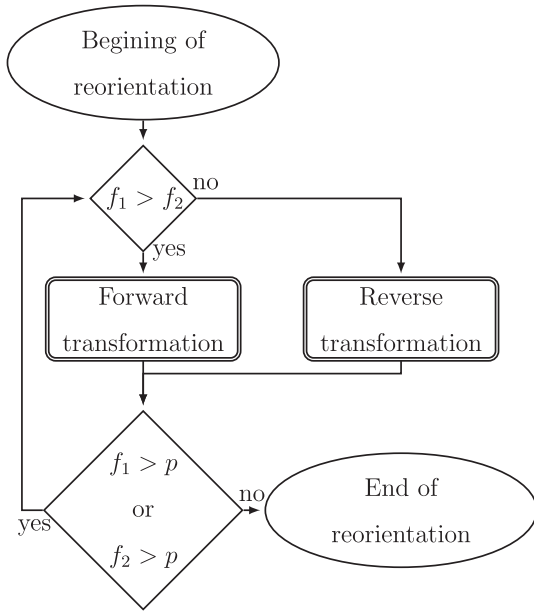 Begining of
reorientation
f₁ > f₂
no
yes
Forward
transformation
Reverse
transformation
f₁ > p
or
f₂ > p
yes
no
End of
reorientation